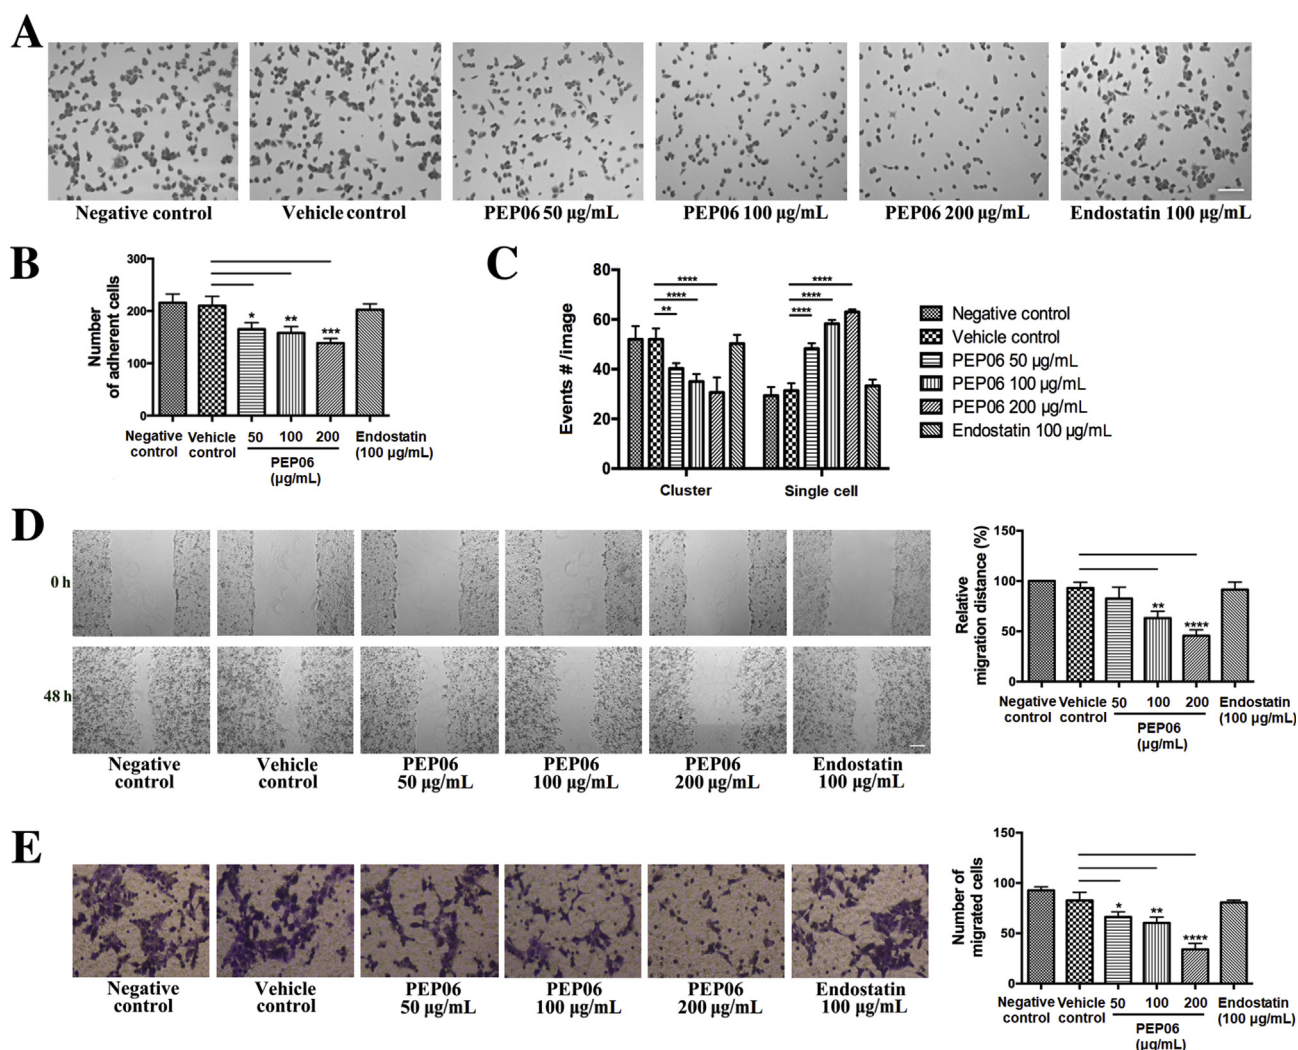 A
Negative control
Vehicle control
PEP06 50 μg/mL
PEP06 100 μg/mL
PEP06 200 μg/mL
Endostatin 100 μg/mL
B
Number
of adherent cells
300
200
100
0
*
**
***
Negative
control
Vehicle
control
50
100
200
PEP06
(μg/mL)
Endostatin
(100 μg/mL)
C
Events # /image
80
60
40
20
0
****
****
**
****
****
****
Cluster
Single cell
Negative control
Vehicle control
PEP06 50 μg/mL
PEP06 100 μg/mL
PEP06 200 μg/mL
Endostatin 100 μg/mL
D
0 h
48 h
Negative
control
Vehicle
control
PEP06
50 μg/mL
PEP06
100 μg/mL
PEP06
200 μg/mL
Endostatin
100 μg/mL
Relative
migration distance (%)
150
100
50
0
**
****
Negative
control
Vehicle
control
50
100
200
PEP06
(μg/mL)
Endostatin
(100 μg/mL)
E
Negative
control
Vehicle
control
PEP06
50 μg/mL
PEP06
100 μg/mL
PEP06
200 μg/mL
Endostatin
100 μg/mL
Number of
migrated cells
150
100
50
0
*
**
****
Negative
control
Vehicle
control
50
100
200
PEP06
(μg/mL)
Endostatin
(100 μg/mL)